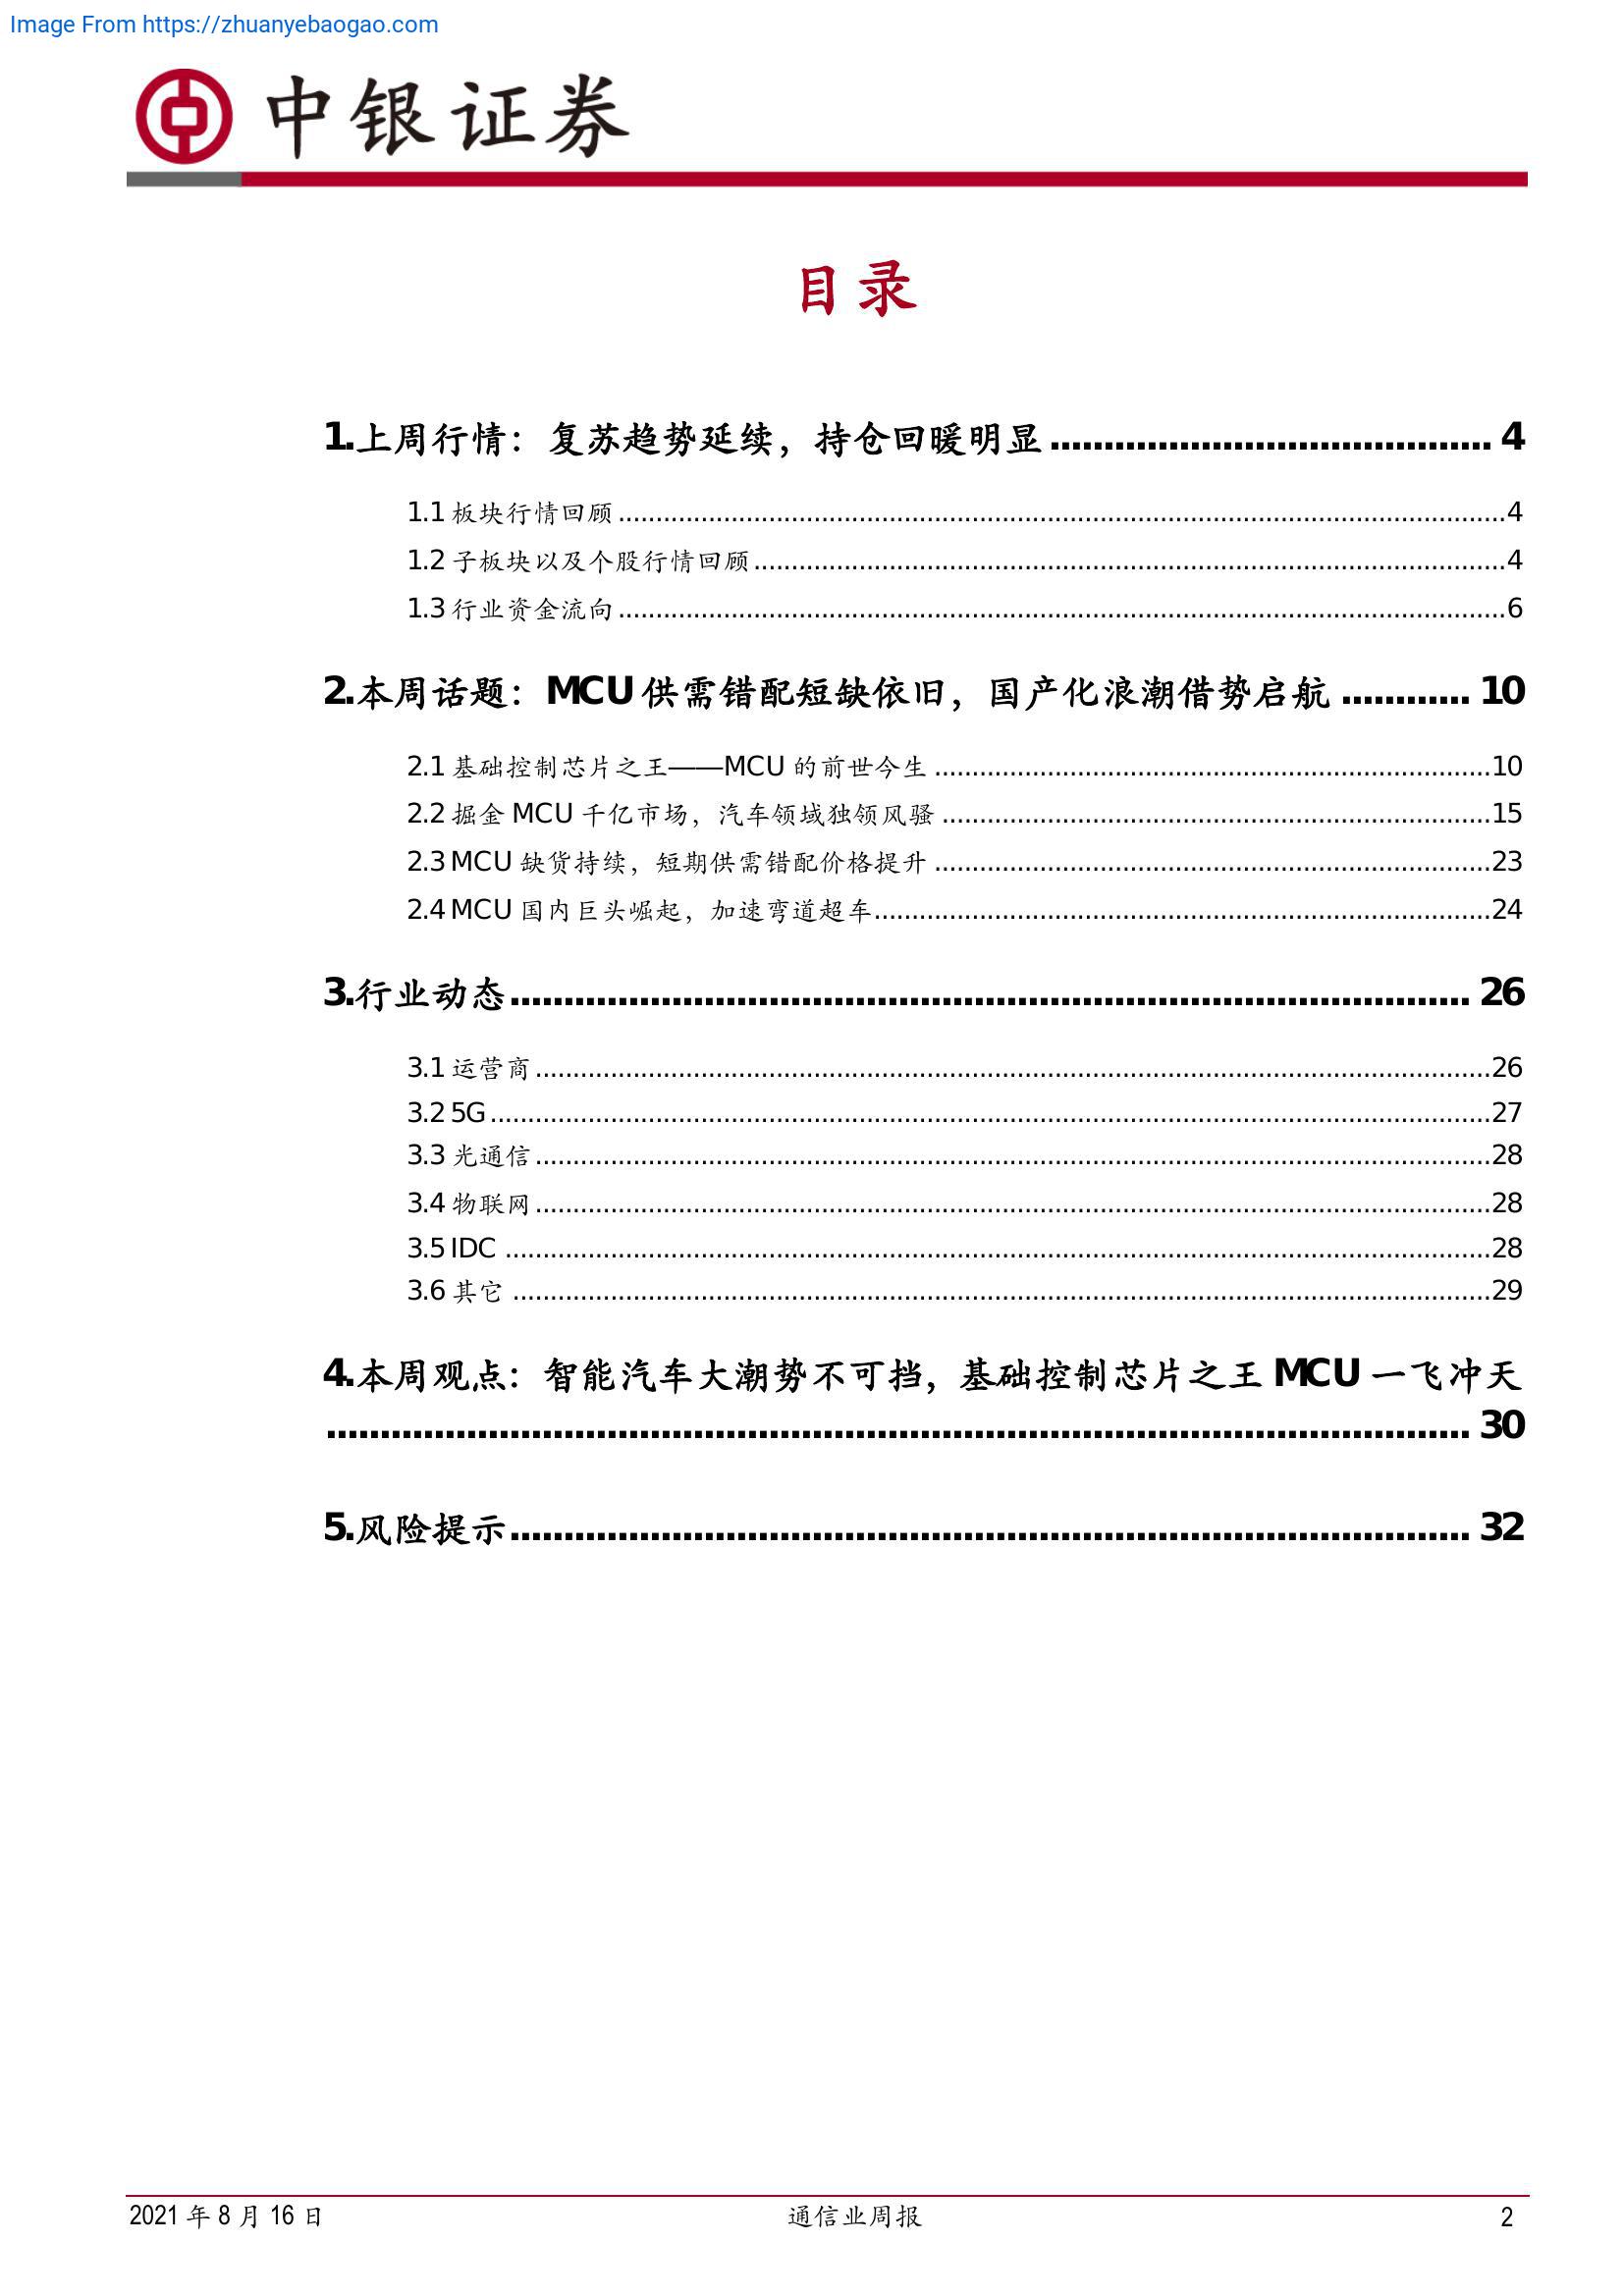 Image From https://zhuanyebaogao.com
中银证券
目录
1.上周行情：复苏趋势延续，持仓回暖明显......................................... 4
1.1 板块行情回顾......................................................................................................................4
1.2 子板块以及个股行情回顾....................................................................................................4
1.3 行业资金流向......................................................................................................................6
2.本周话题：MCU 供需错配短缺依旧，国产化浪潮借势启航 ............ 10
2.1 基础控制芯片之王——MCU 的前世今生 ..........................................................................10
2.2 掘金 MCU 千亿市场，汽车领域独领风骚 .........................................................................15
2.3 MCU 缺货持续，短期供需错配价格提升 ..........................................................................23
2.4 MCU 国内巨头崛起，加速弯道超车..................................................................................24
3.行业动态......................................................................................... 26
3.1 运营商...............................................................................................................................26
3.2 5G.....................................................................................................................................27
3.3 光通信...............................................................................................................................28
3.4 物联网...............................................................................................................................28
3.5 IDC ...................................................................................................................................28
3.6 其它 ..................................................................................................................................29
4.本周观点：智能汽车大潮势不可挡，基础控制芯片之王 MCU 一飞冲天
.......................................................................................................... 30
5.风险提示......................................................................................... 32
2021 年 8 月 16 日
通信业周报
2